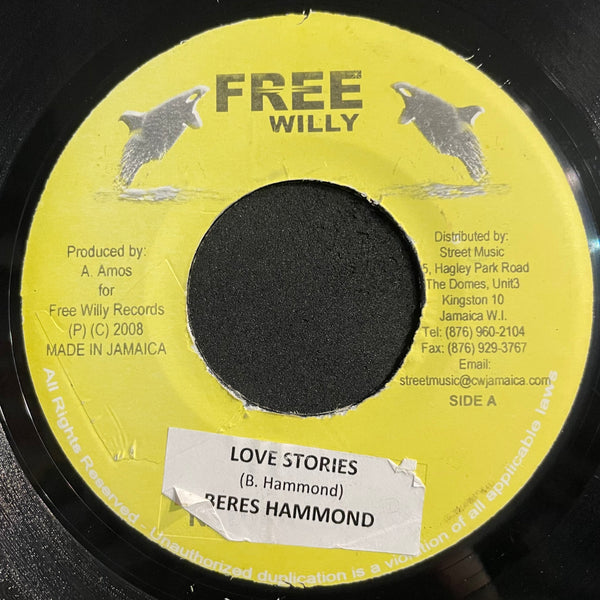 FREE
WILLY
Produced by:
A. Amos
for
Free Willy Records
(P) (C) 2008
MADE IN JAMAICA
Distributed by:
Street Music
5, Hagley Park Road
The Domes, Unit3
Kingston 10
Jamaica W.I.
Tel: (876) 960-2104
Fax: (876) 929-3767
Email:
streetmusic@cwjamaica.com
SIDE A
LOVE STORIES
(B. Hammond)
BERES HAMMOND
All Rights Reserved - Unauthorized duplication is a violation of all applicable laws